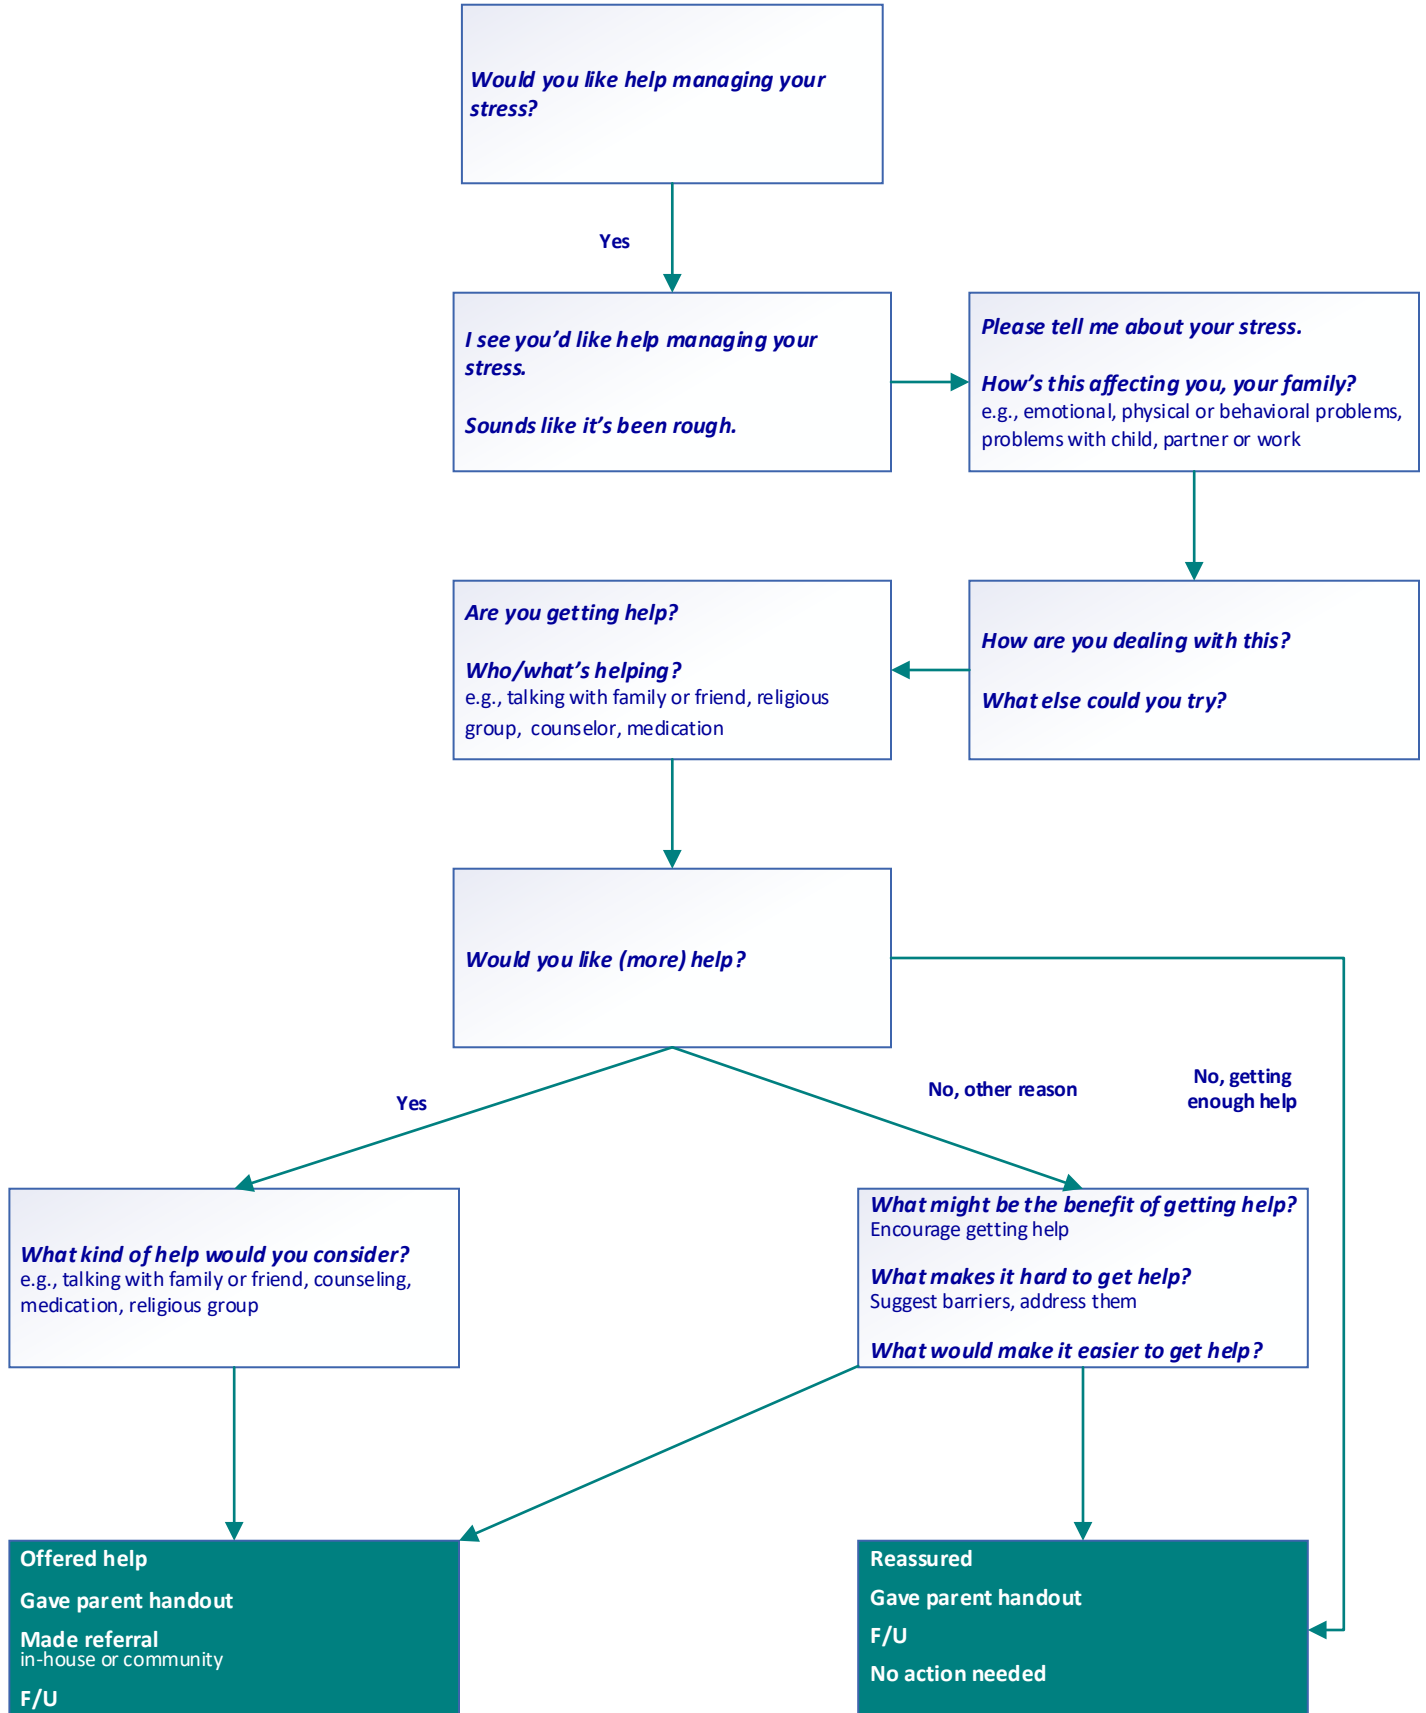 Would you like help managing your
stress?
Yes
I see you’d like help managing your
stress.
Sounds like it’s been rough.
Please tell me about your stress.
How’s this affecting you, your family?
e.g., emotional, physical or behavioral problems,
problems with child, partner or work
Are you getting help?
Who/what’s helping?
e.g., talking with family or friend, religious
group, counselor, medication
How are you dealing with this?
What else could you try?
Would you like (more) help?
Yes
No, other reason
No, getting
enough help
What kind of help would you consider?
e.g., talking with family or friend, counseling,
medication, religious group
What might be the benefit of getting help?
Encourage getting help
What makes it hard to get help?
Suggest barriers, address them
What would make it easier to get help?
Offered help
Gave parent handout
Made referral
in-house or community
F/U
Reassured
Gave parent handout
F/U
No action needed